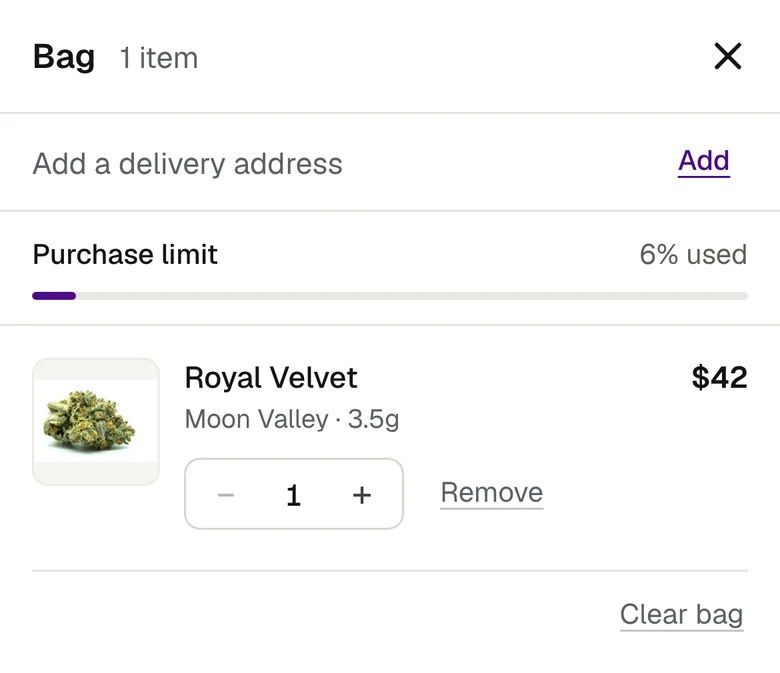 Bag 1 item
Add a delivery address Add
Purchase limit 6% used
Royal Velvet $42
Moon Valley · 3.5g
− 1 + Remove
Clear bag